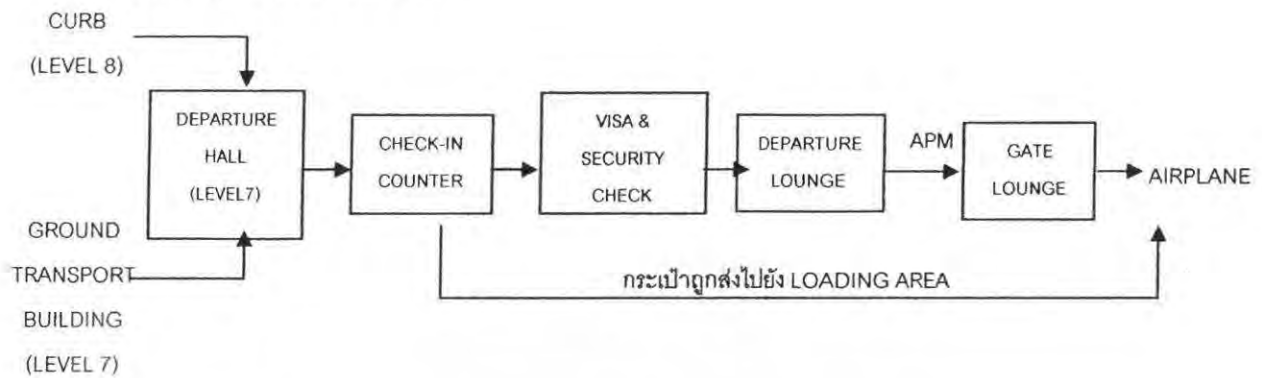 CURB
(LEVEL 8)
DEPARTURE
HALL
(LEVEL7)
GROUND
TRANSPORT
BUILDING
(LEVEL 7)
CHECK-IN
COUNTER
VISA &
SECURITY
CHECK
DEPARTURE
LOUNGE
APM
GATE
LOUNGE
AIRPLANE
กระเป๋าถูกส่งไปยัง LOADING AREA